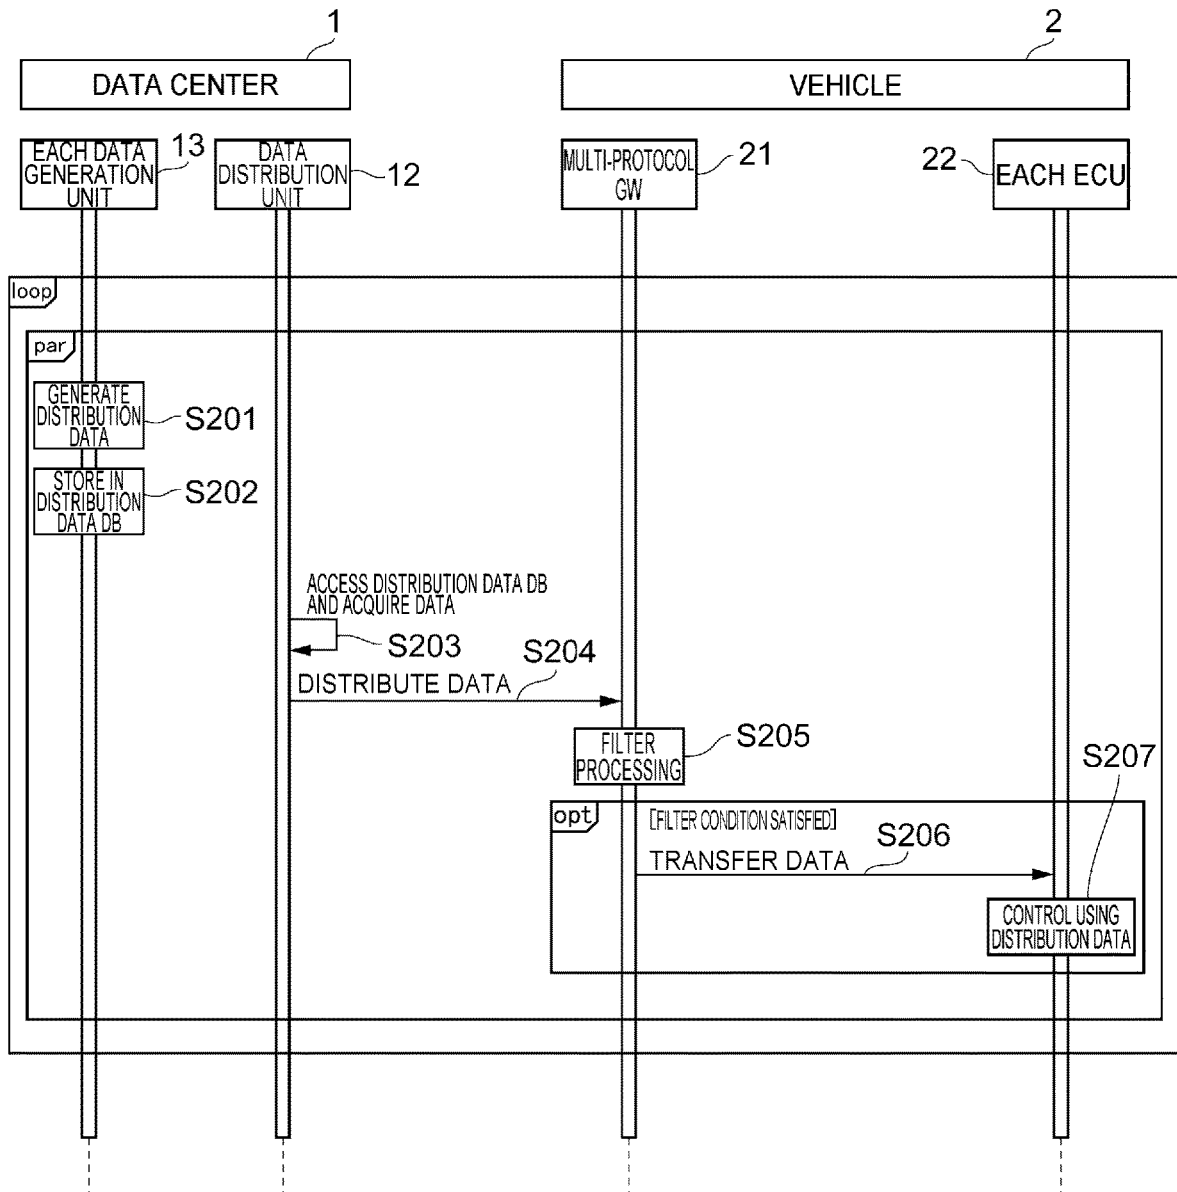 1
2
DATA CENTER
VEHICLE
EACH DATA
GENERATION
UNIT
13
DATA
DISTRIBUTION
UNIT
12
MULTI-PROTOCOL
GW
21
22
EACH ECU
loop
par
GENERATE
DISTRIBUTION
DATA
S201
STORE IN
DISTRIBUTION
DATA DB
S202
ACCESS DISTRIBUTION DATA DB
AND ACQUIRE DATA
S203
DISTRIBUTE DATA
S204
FILTER
PROCESSING
S205
S207
opt
[FILTER CONDITION SATISFIED]
TRANSFER DATA
S206
CONTROL USING
DISTRIBUTION DATA